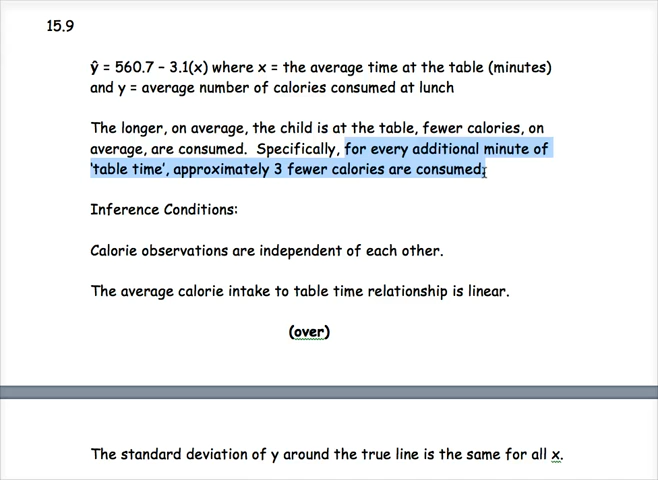 15.9
ŷ = 560.7 – 3.1(x) where x = the average time at the table (minutes)
and y = average number of calories consumed at lunch
The longer, on average, the child is at the table, fewer calories, on
average, are consumed. Specifically, for every additional minute of
'table time', approximately 3 fewer calories are consumed.
Inference Conditions:
Calorie observations are independent of each other.
The average calorie intake to table time relationship is linear.
(over)
The standard deviation of y around the true line is the same for all x.